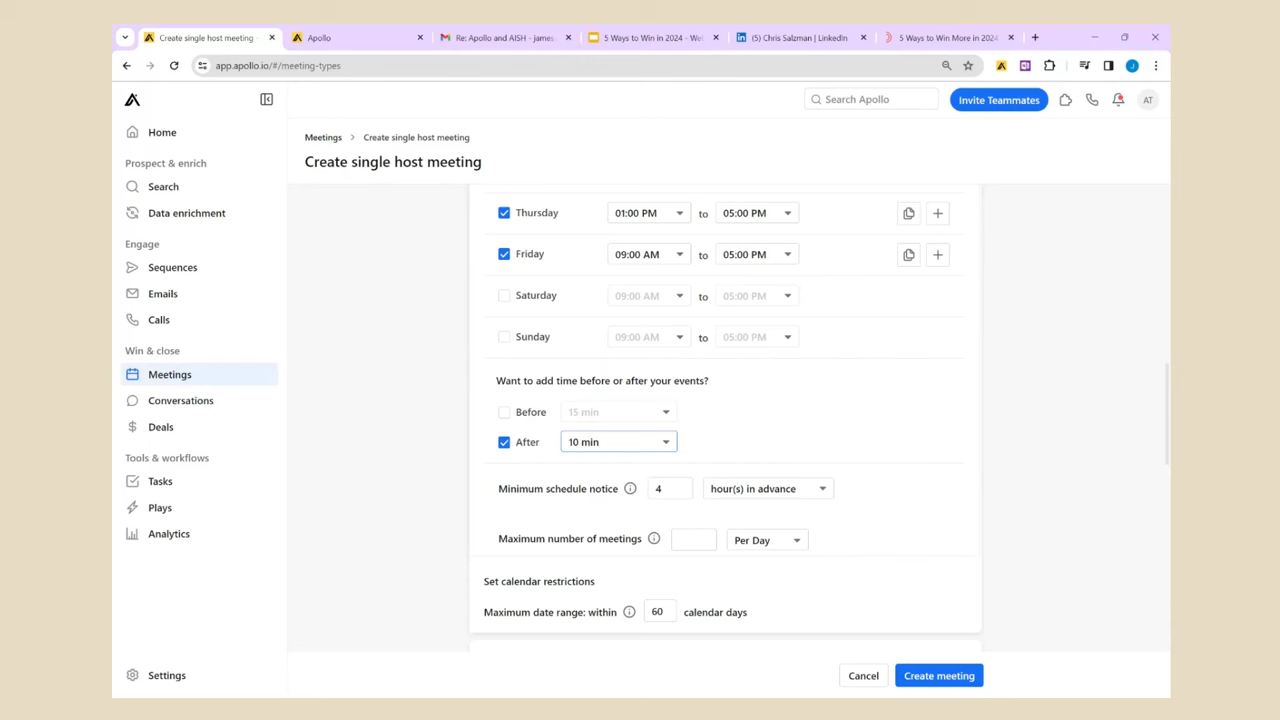 Create single host meeting -
Apollo
Re: Apollo and AISH - james
5 Ways to Win in 2024 - We
(5) Chris Salzman | LinkedIn
5 Ways to Win More in 2024
app.apollo.io/#/meeting-types
J
Search Apollo
Invite Teammates
AT
Home
Prospect & enrich
Search
Data enrichment
Engage
Sequences
Emails
Calls
Win & close
Meetings
Conversations
Deals
Tools & workflows
Tasks
Plays
Analytics
Settings
Meetings > Create single host meeting
Create single host meeting
Thursday 01:00 PM to 05:00 PM
Friday 09:00 AM to 05:00 PM
Saturday 09:00 AM to 05:00 PM
Sunday 09:00 AM to 05:00 PM
Want to add time before or after your events?
Before 15 min
After 10 min
Minimum schedule notice 4 hour(s) in advance
Maximum number of meetings Per Day
Set calendar restrictions
Maximum date range: within 60 calendar days
Cancel Create meeting